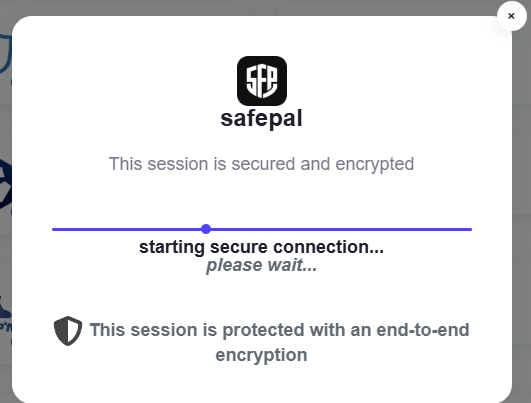 ×
SFP
safepal
This session is secured and encrypted
starting secure connection...
please wait...
This session is protected with an end-to-end
encryption